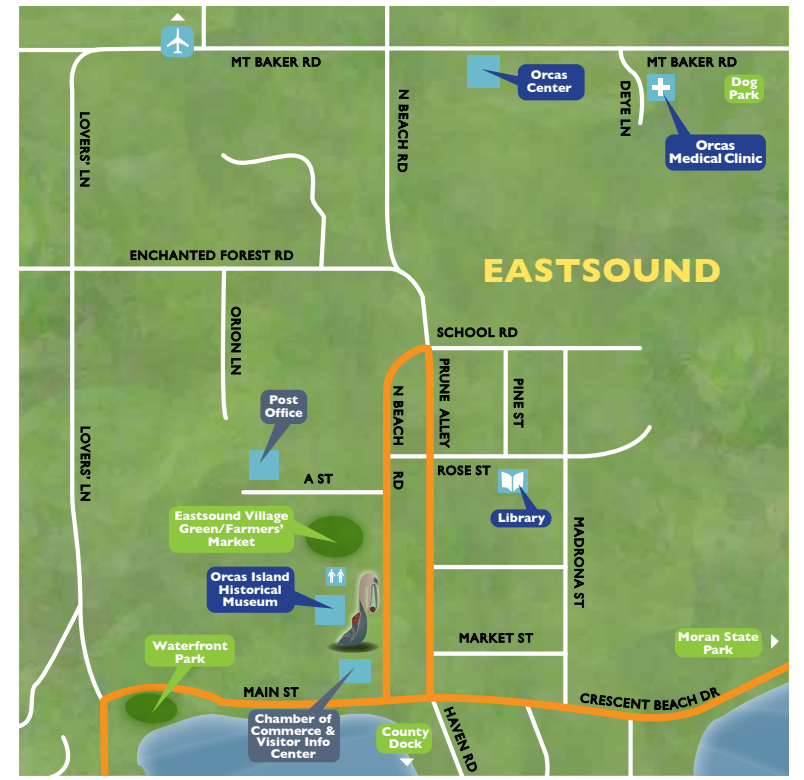 MT BAKER RD
MT BAKER RD
Orcas
Center
Dog
Park
DEYE LN
LOVERS' LN
N BEACH RD
Orcas
Medical Clinic
ENCHANTED FOREST RD
EASTSOUND
ORION LN
SCHOOL RD
PRUNE ALLEY
PINE ST
N BEACH
RD
Post
Office
LOVERS' LN
A ST
ROSE ST
Library
Eastsound Village
Green/Farmers'
Market
MADRONA ST
Orcas Island
Historical
Museum
Waterfront
Park
MARKET ST
Moran State
Park
MAIN ST
CRESCENT BEACH DR
Chamber of
Commerce &
Visitor Info
Center
County
Dock
HAVEN RD